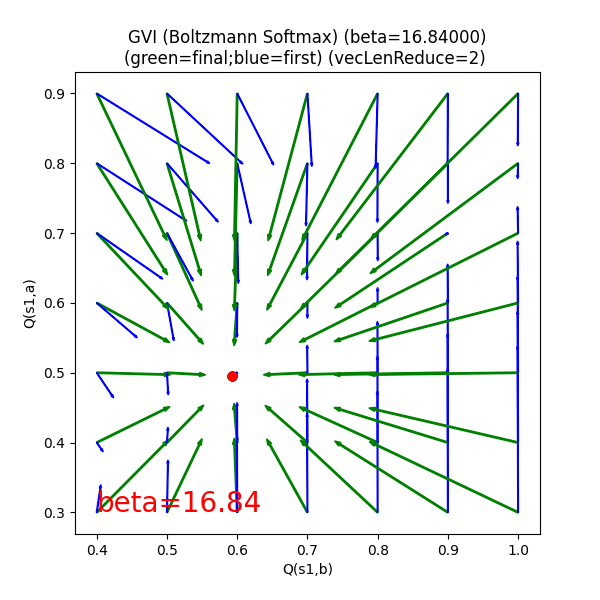 GVI (Boltzmann Softmax) (beta=16.84000)
(green=final;blue=first) (vecLenReduce=2)
Q(s1,a)
0.9
0.8
0.7
0.6
0.5
0.4
0.3
beta=16.84
0.4 0.5 0.6 0.7 0.8 0.9 1.0
Q(s1,b)